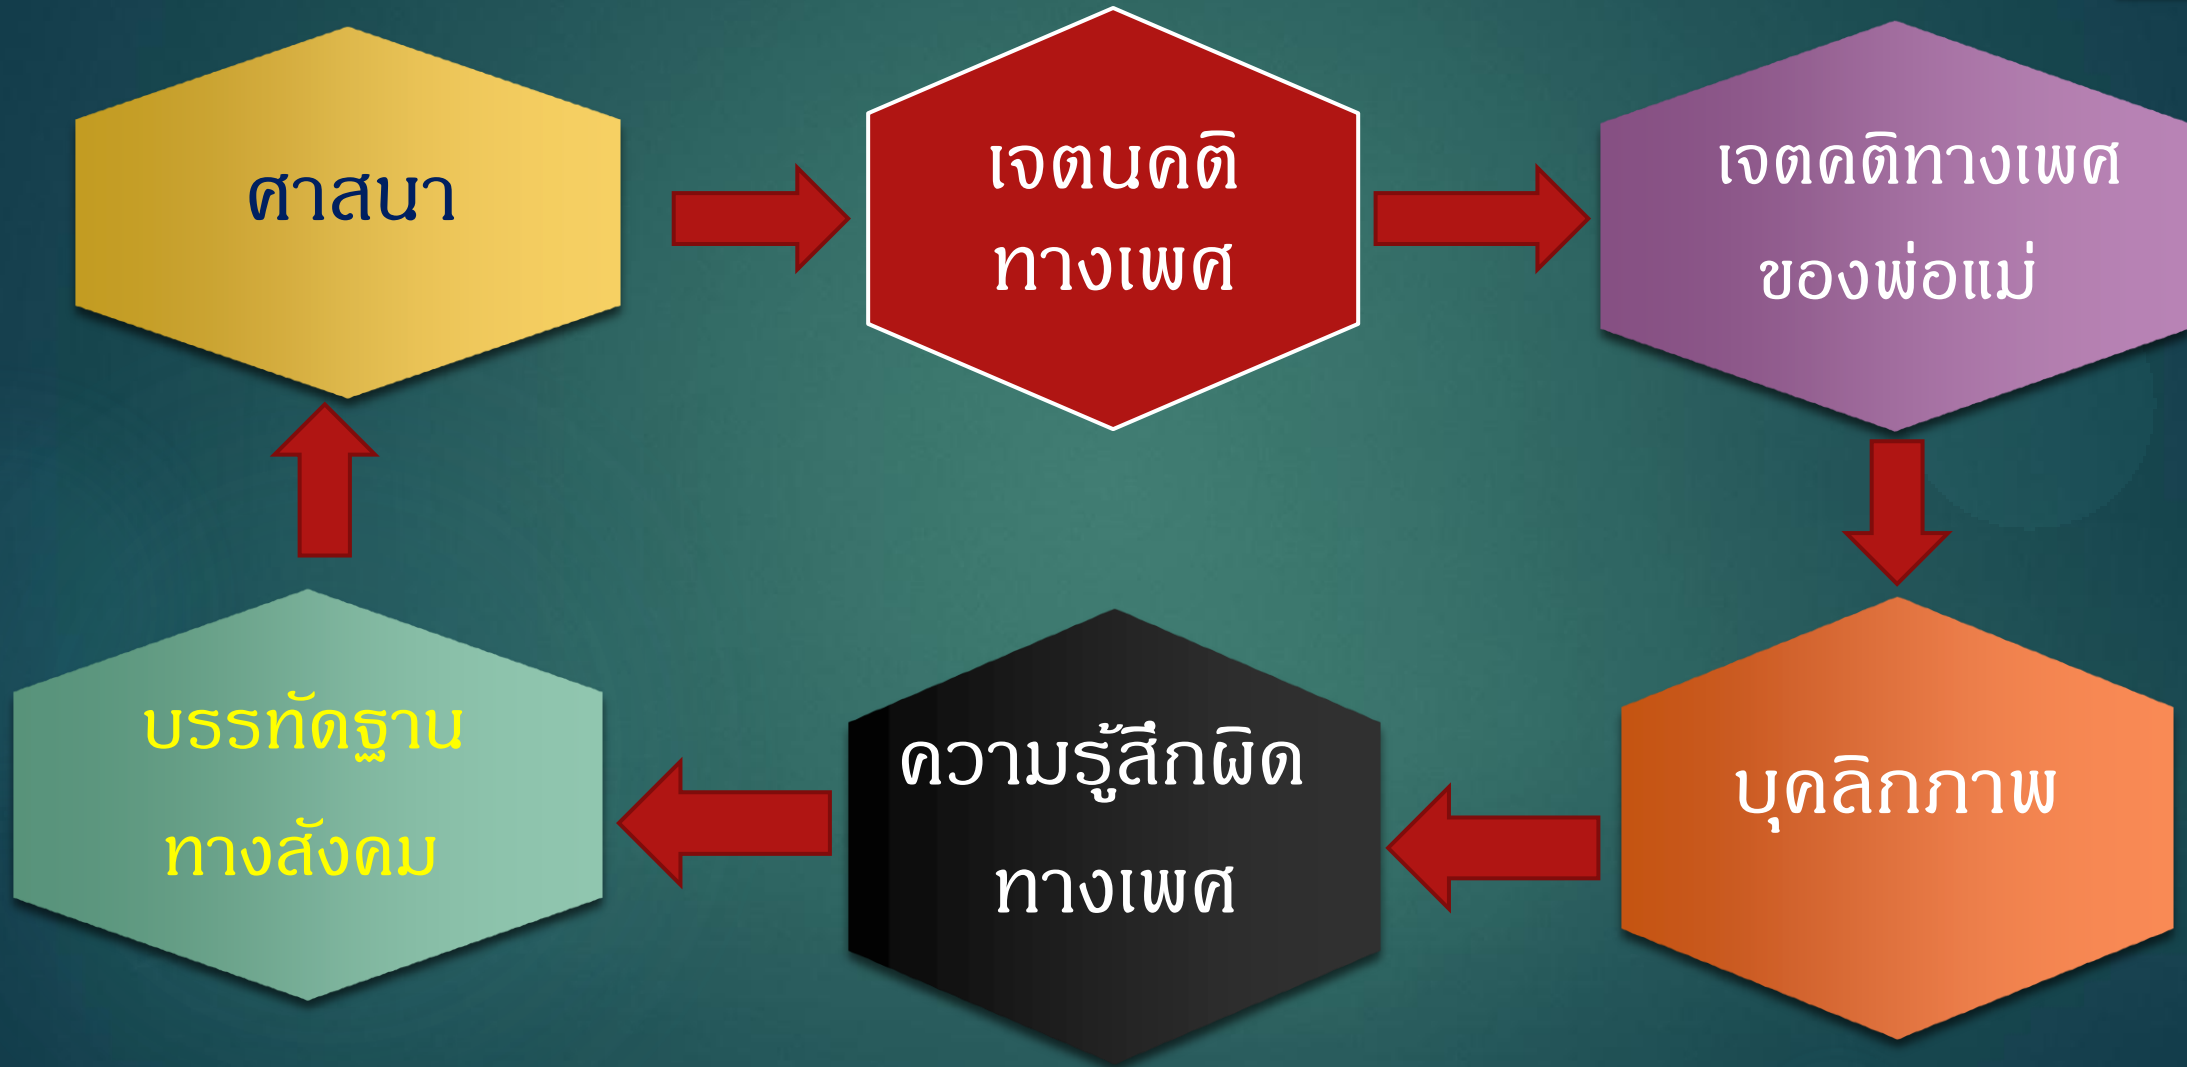 ศาสนา
เจตนคติ
ทางเพศ
เจตคติทางเพศ
ของพ่อแม่
บุคลิกภาพ
ความรู้สึกผิด
ทางเพศ
บรรทัดฐาน
ทางสังคม